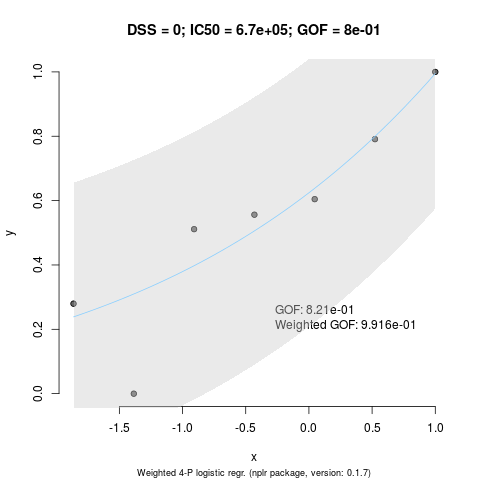 DSS = 0; IC50 = 6.7e+05; GOF = 8e-01
1.0
0.8
0.6
0.4
0.2
0.0
y
GOF: 8.21e-01
Weighted GOF: 9.916e-01
-1.5 -1.0 -0.5 0.0 0.5 1.0
x
Weighted 4-P logistic regr. (nplr package, version: 0.1.7)